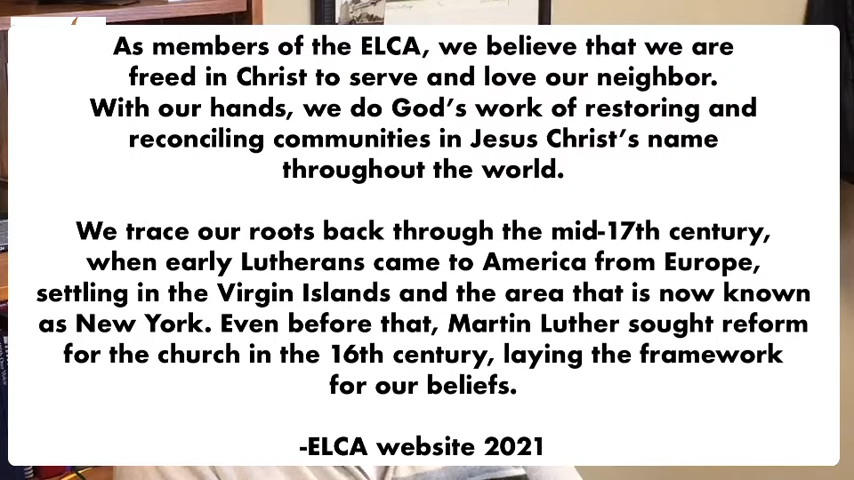 As members of the ELCA, we believe that we are
freed in Christ to serve and love our neighbor.
With our hands, we do God's work of restoring and
reconciling communities in Jesus Christ's name
throughout the world.
We trace our roots back through the mid-17th century,
when early Lutherans came to America from Europe,
settling in the Virgin Islands and the area that is now known
as New York. Even before that, Martin Luther sought reform
for the church in the 16th century, laying the framework
for our beliefs.
-ELCA website 2021